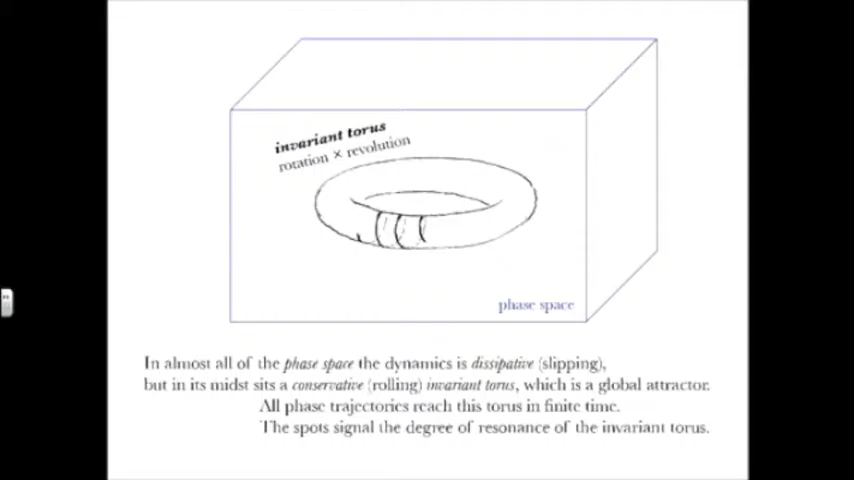 invariant torus
rotation × revolution
phase space
In almost all of the phase space the dynamics is dissipative (slipping),
but in its midst sits a conservative (rolling) invariant torus, which is a global attractor.
All phase trajectories reach this torus in finite time.
The spots signal the degree of resonance of the invariant torus.